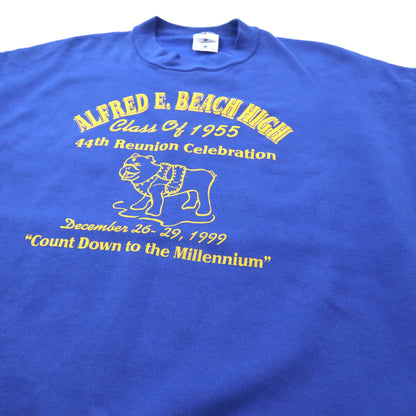 ALFRED E. BEACH HIGH
Class Of 1955
44th Reunion Celebration
December 26-29, 1999
"Count Down to the Millennium"